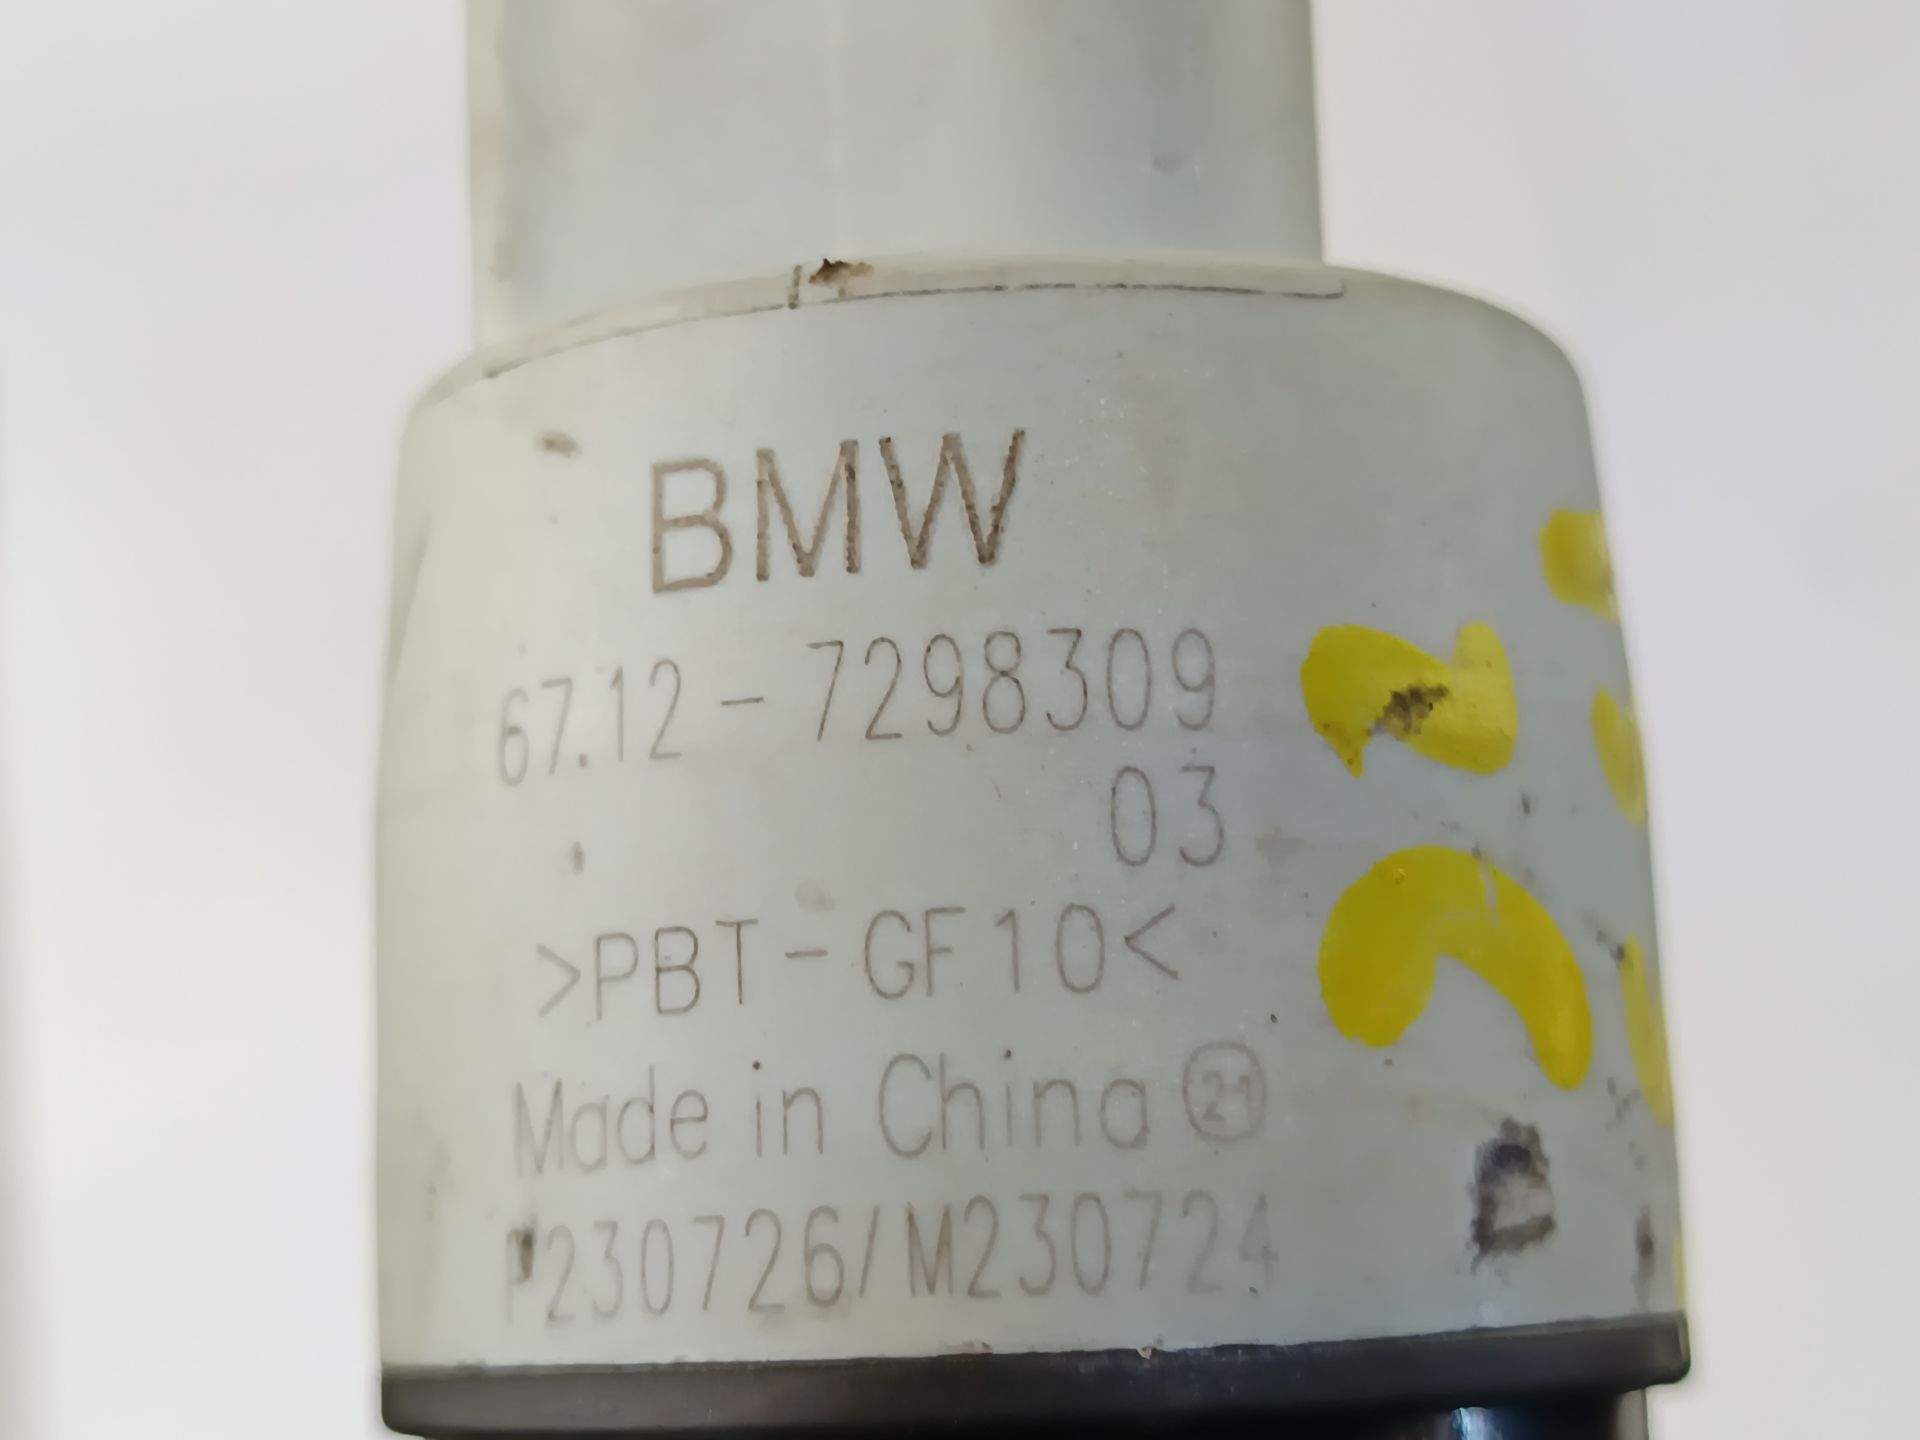 BMW
67.12-7298309
03
>PBT-GF10<
Made in China 21
P230726/M230724